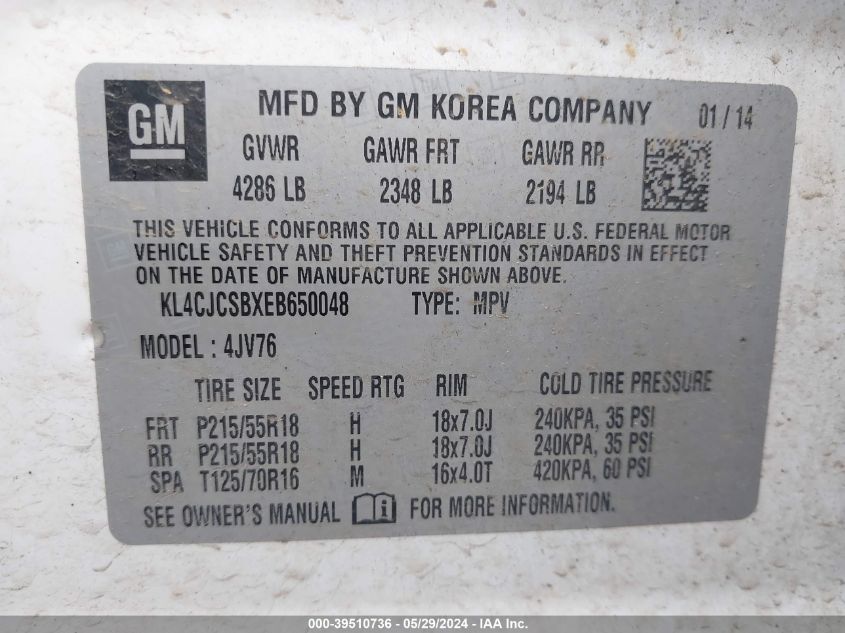 GM
MFD BY GM KOREA COMPANY 01/14
GVWR GAWR FRT GAWR RR
4286 LB 2348 LB 2194 LB
THIS VEHICLE CONFORMS TO ALL APPLICABLE U.S. FEDERAL MOTOR
VEHICLE SAFETY AND THEFT PREVENTION STANDARDS IN EFFECT
ON THE DATE OF MANUFACTURE SHOWN ABOVE.
KL4CJCSBXEB650048 TYPE: MPV
MODEL : 4JV76
TIRE SIZE SPEED RTG RIM COLD TIRE PRESSURE
FRT P215/55R18 H 18x7.0J 240KPA, 35 PSI
RR P215/55R18 H 18x7.0J 240KPA, 35 PSI
SPA T125/70R16 M 16x4.0T 420KPA, 60 PSI
SEE OWNER'S MANUAL i FOR MORE INFORMATION.
000-39510736 - 05/29/2024 - IAA Inc.